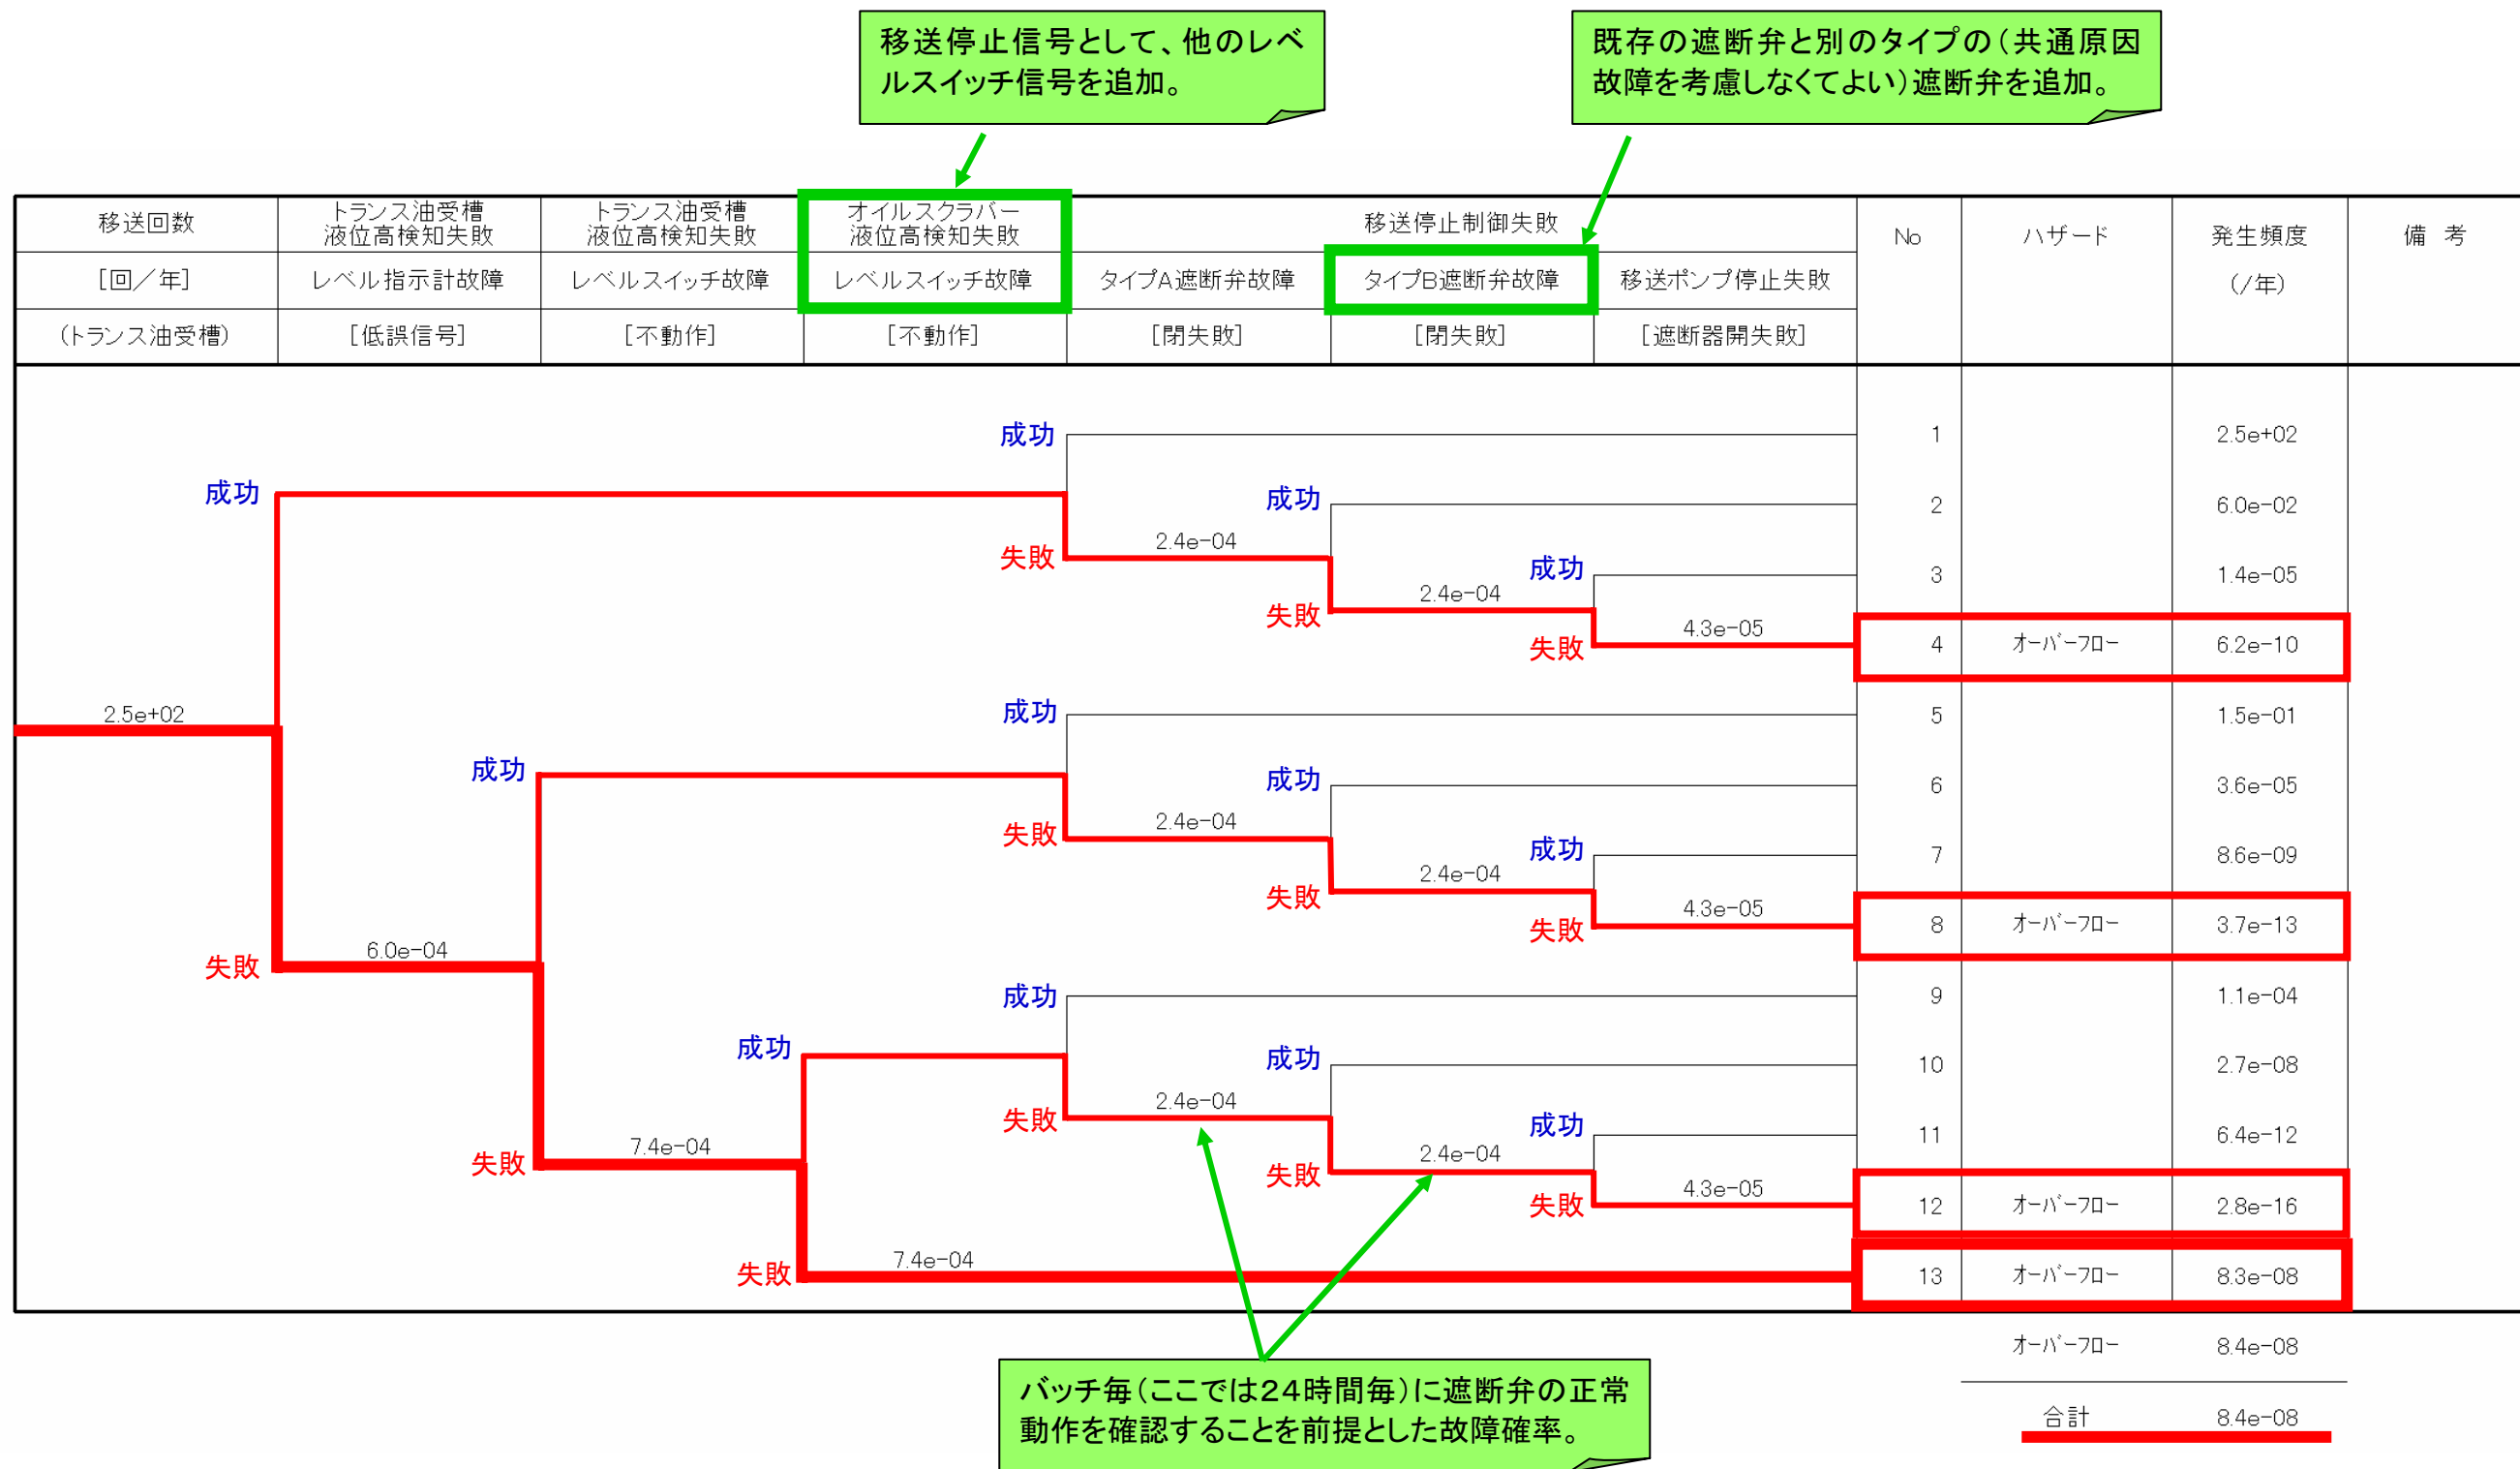 移送停止信号として、他のレベ
ルスイッチ信号を追加。
既存の遮断弁と別のタイプの(共通原因
故障を考慮しなくてよい)遮断弁を追加。
移送回数
[回/年]
(トランス油受槽)
トランス油受槽
液位高検知失敗
レベル指示計故障
[低誤信号]
トランス油受槽
液位高検知失敗
レベルスイッチ故障
[不動作]
オイルスクラバー
液位高検知失敗
レベルスイッチ故障
[不動作]
移送停止制御失敗
タイプA遮断弁故障
[閉失敗]
タイプB遮断弁故障
[閉失敗]
移送ポンプ停止失敗
[遮断器開失敗]
No
ハザード
発生頻度
(/年)
備 考
成功 1 2.5e+02
成功 成功 2 6.0e-02
失敗 2.4e-04 成功 3 1.4e-05
失敗 2.4e-04
失敗 4.3e-05 4 オーバーフロー 6.2e-10
2.5e+02 成功 5 1.5e-01
成功 成功 6 3.6e-05
失敗 2.4e-04 成功 7 8.6e-09
失敗 2.4e-04
失敗 4.3e-05 8 オーバーフロー 3.7e-13
失敗 6.0e-04 成功 9 1.1e-04
成功 成功 10 2.7e-08
失敗 2.4e-04 成功 11 6.4e-12
失敗 7.4e-04 失敗 2.4e-04
失敗 4.3e-05 12 オーバーフロー 2.8e-16
失敗 7.4e-04 13 オーバーフロー 8.3e-08
オーバーフロー 8.4e-08
合計 8.4e-08
バッチ毎(ここでは24時間毎)に遮断弁の正常
動作を確認することを前提とした故障確率。